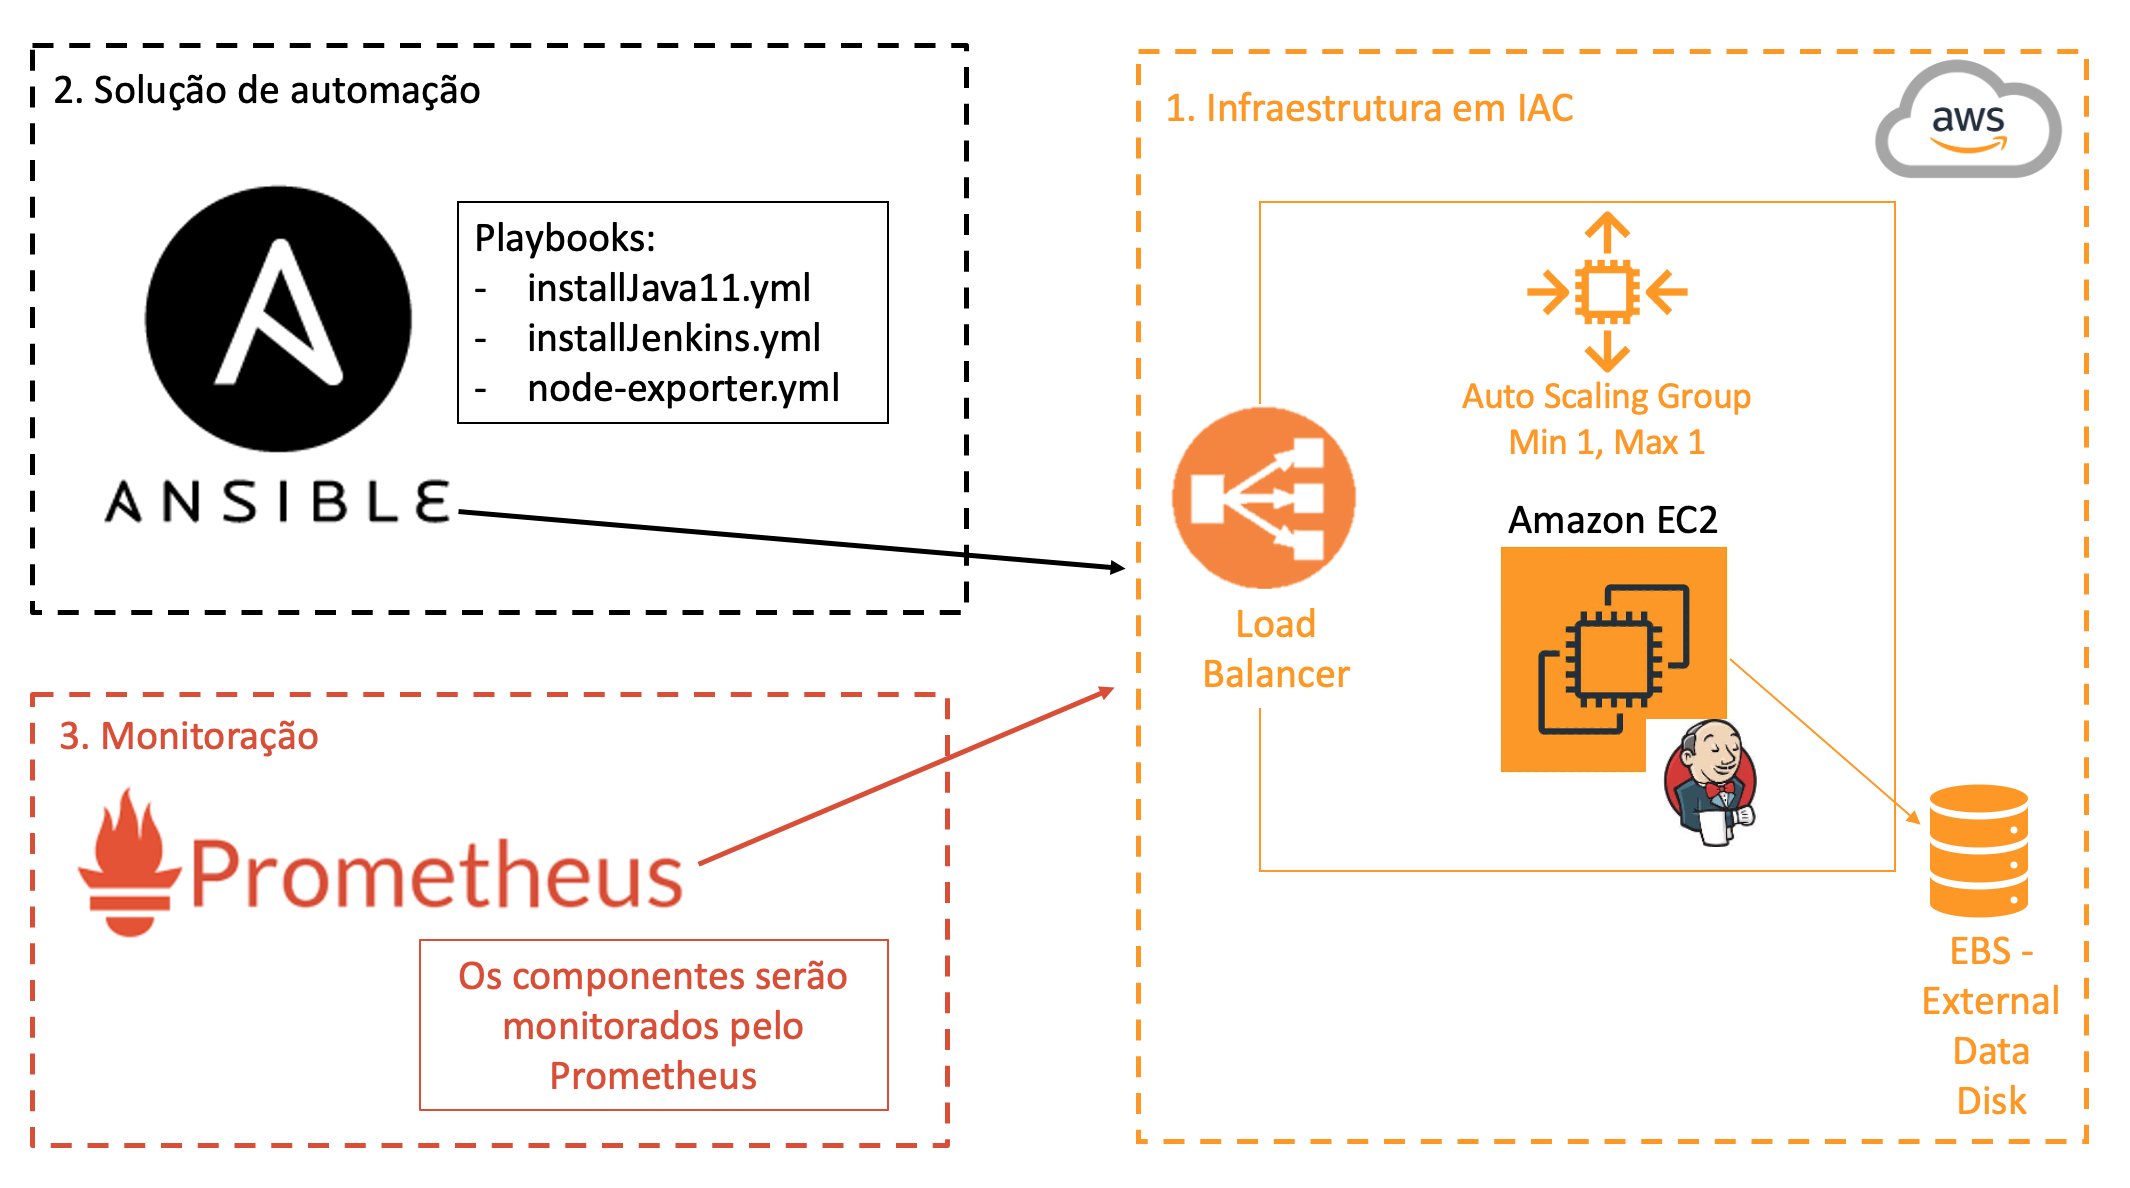 2. Solução de automação
Playbooks:
- installJava11.yml
- installJenkins.yml
- node-exporter.yml
ANSIBLE
3. Monitoração
Prometheus
Os componentes serão
monitorados pelo
Prometheus
1. Infraestrutura em IAC
aws
Auto Scaling Group
Min 1, Max 1
Amazon EC2
Load
Balancer
EBS -
External
Data
Disk